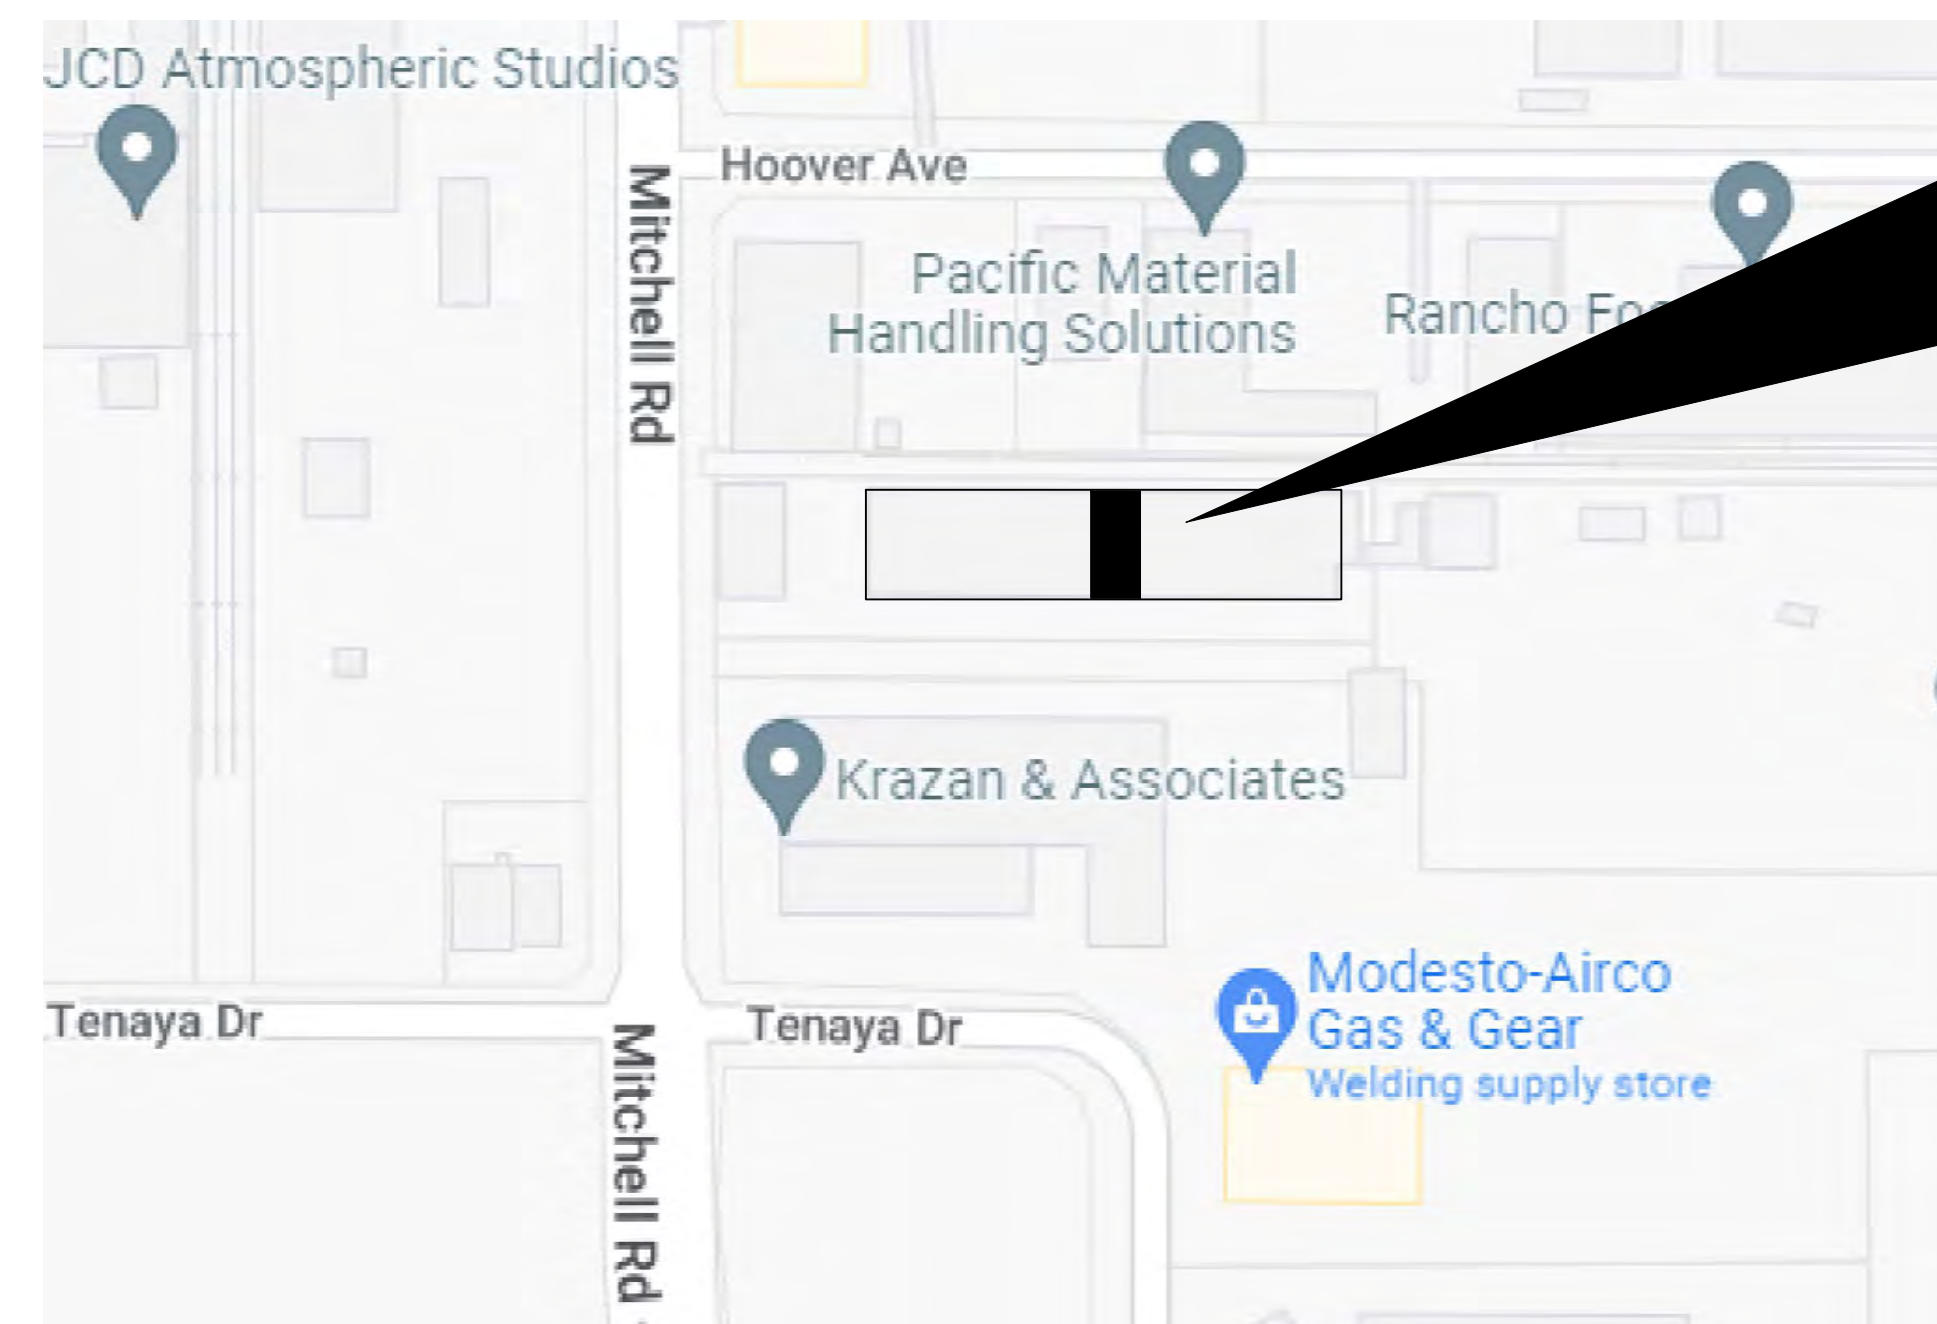 JCD Atmospheric Studios
Hoover Ave
Mitchell Rd
Pacific Material
Handling Solutions
Rancho
Krazan & Associates
Modesto-Airco
Gas & Gear
Welding supply store
Tenaya Dr
Tenaya Dr
Mitchell Rd